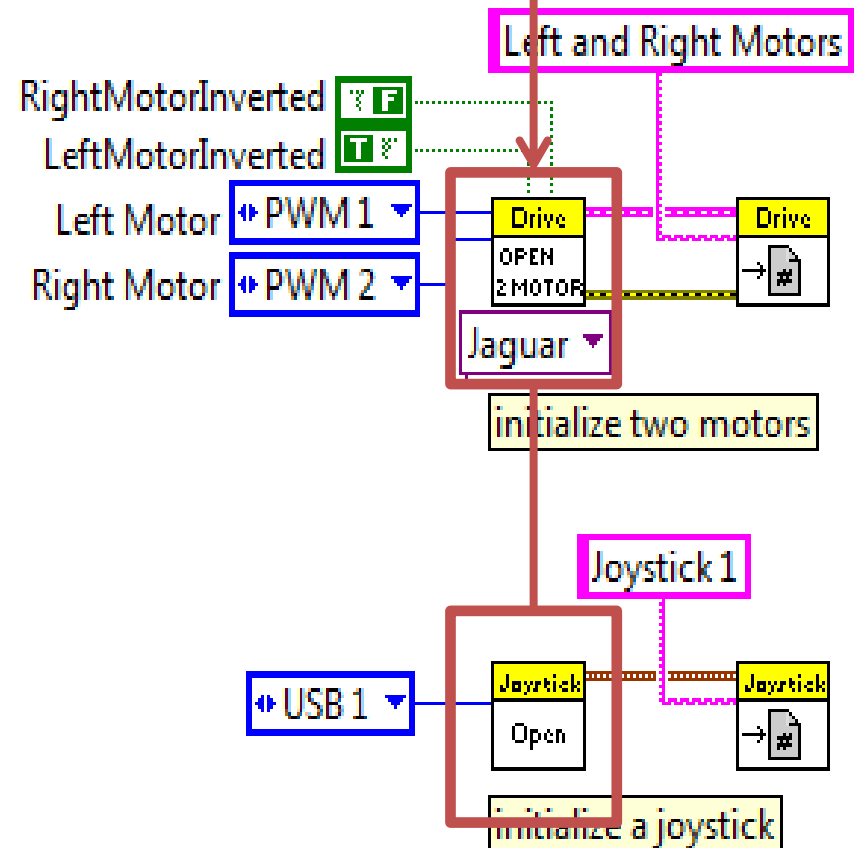 Left and Right Motors
RightMotorInverted F
LeftMotorInverted T
Left Motor PWM 1
Right Motor PWM 2
Drive
OPEN
2 MOTOR
Drive
#
Jaguar
initialize two motors
Joystick 1
USB 1
Joystick
Open
Joystick
#
initialize a joystick